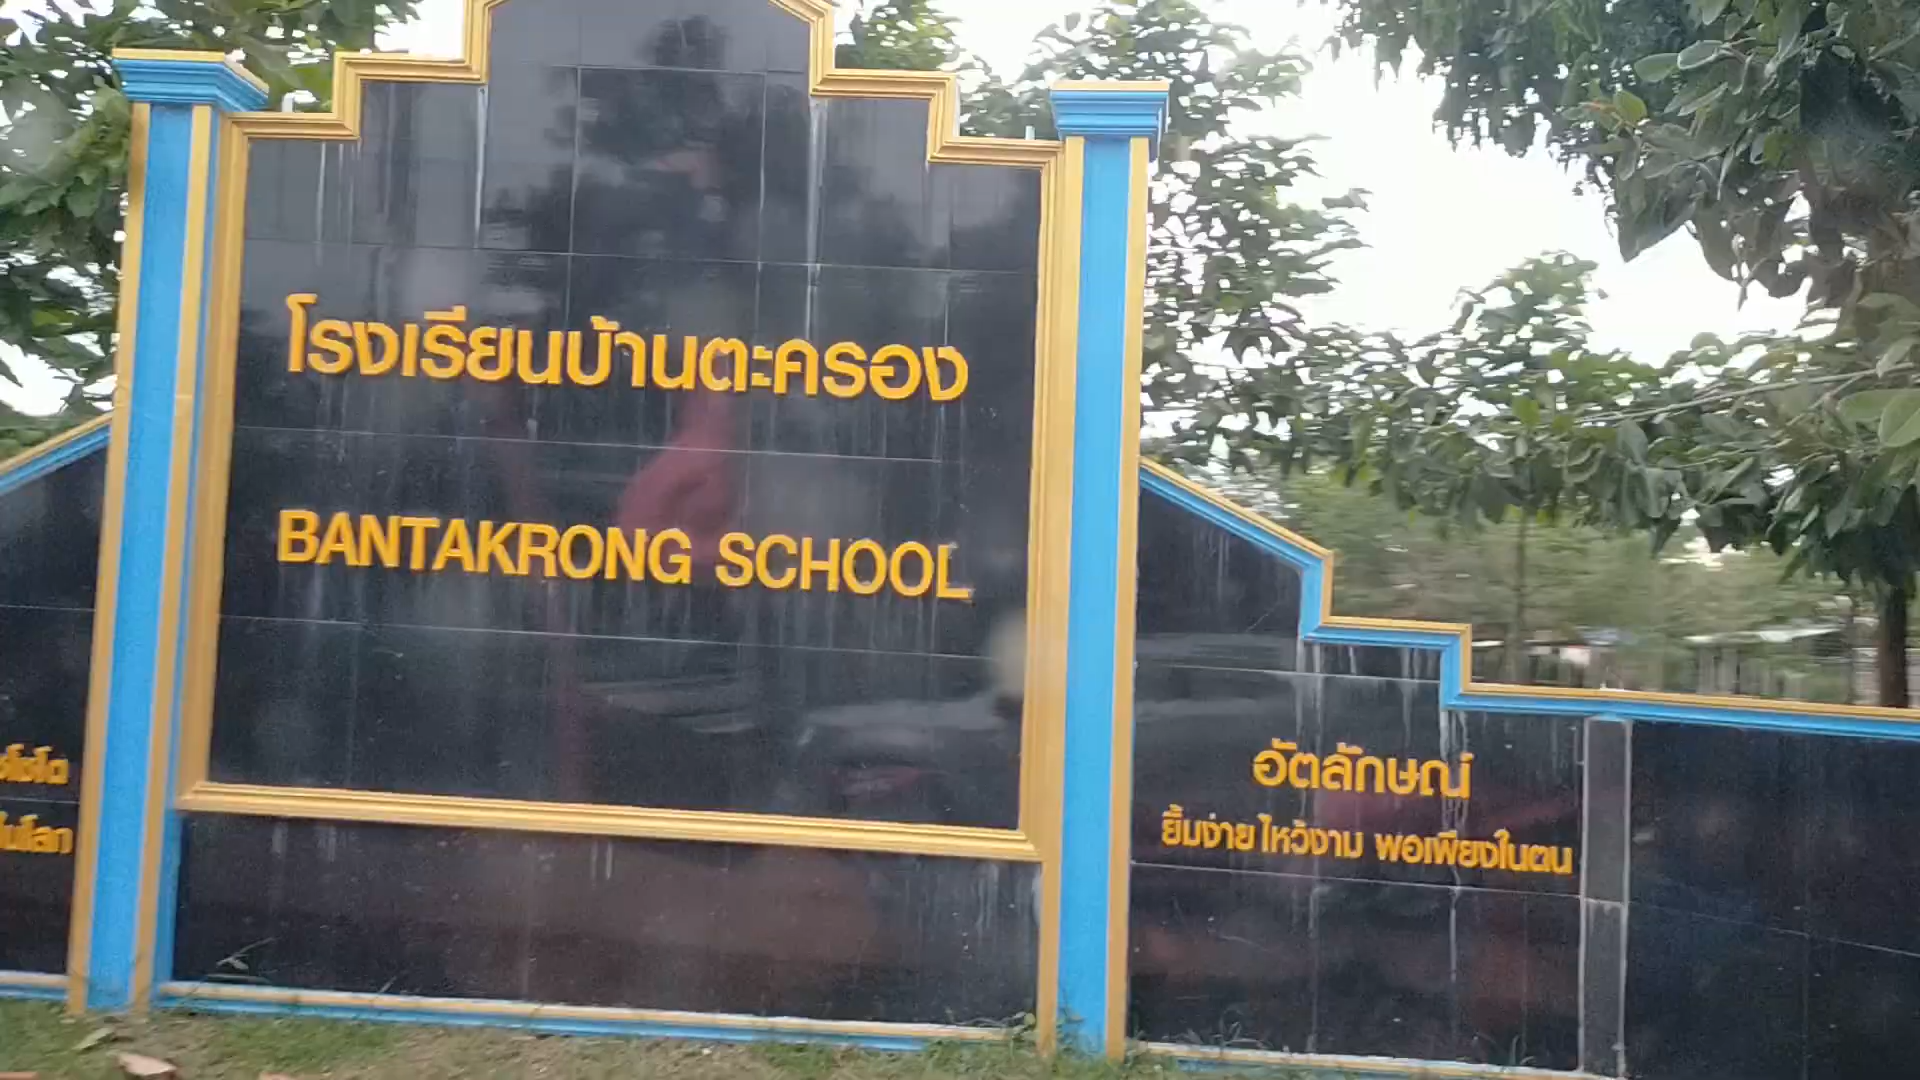 โรงเรียนบ้านตะครอง
BANTAKRONG SCHOOL
อัตลักษณ์
ยิ้มง่าย ไหว้งาม พอเพียงในตน